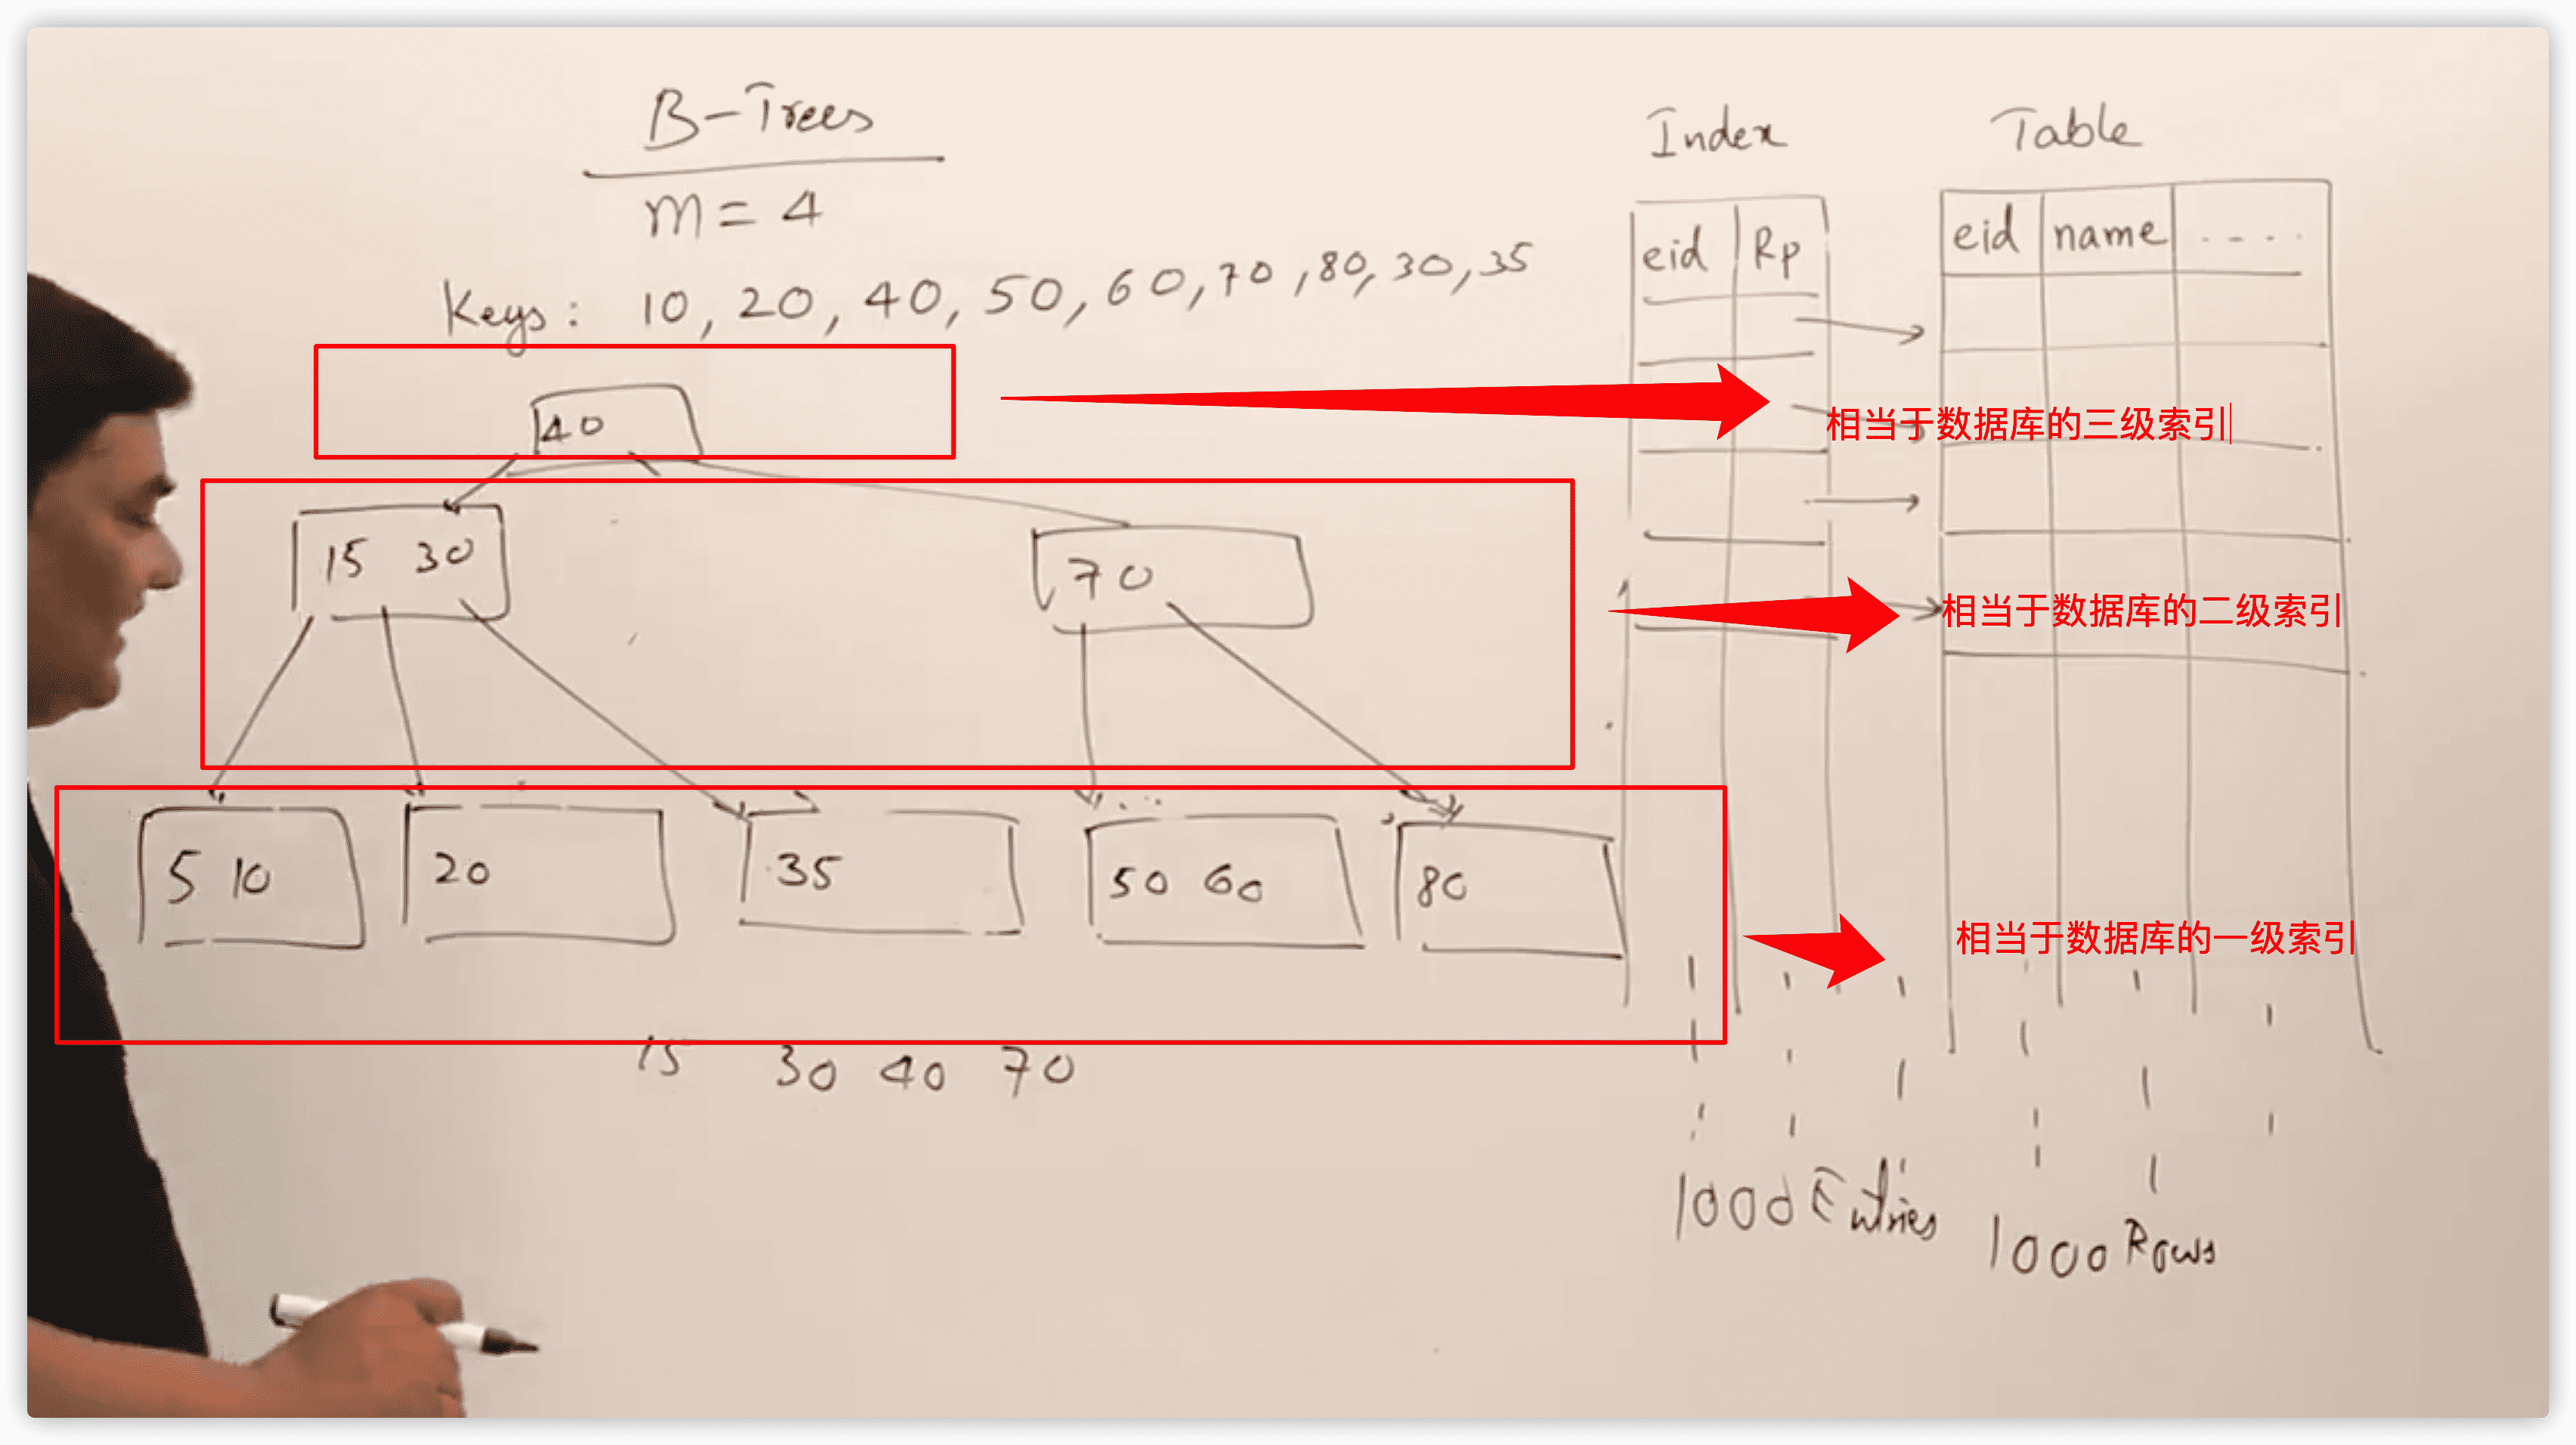 B-Trees
m = 4
Keys: 10, 20, 40, 50, 60, 70, 80, 30, 35
40
15 30
70
5 10
20
35
50 60
80
15 30 40 70
Index
eid Rp
Table
eid name ....
相当于数据库的三级索引
相当于数据库的二级索引
相当于数据库的一级索引
1000 Entries
1000 Rows